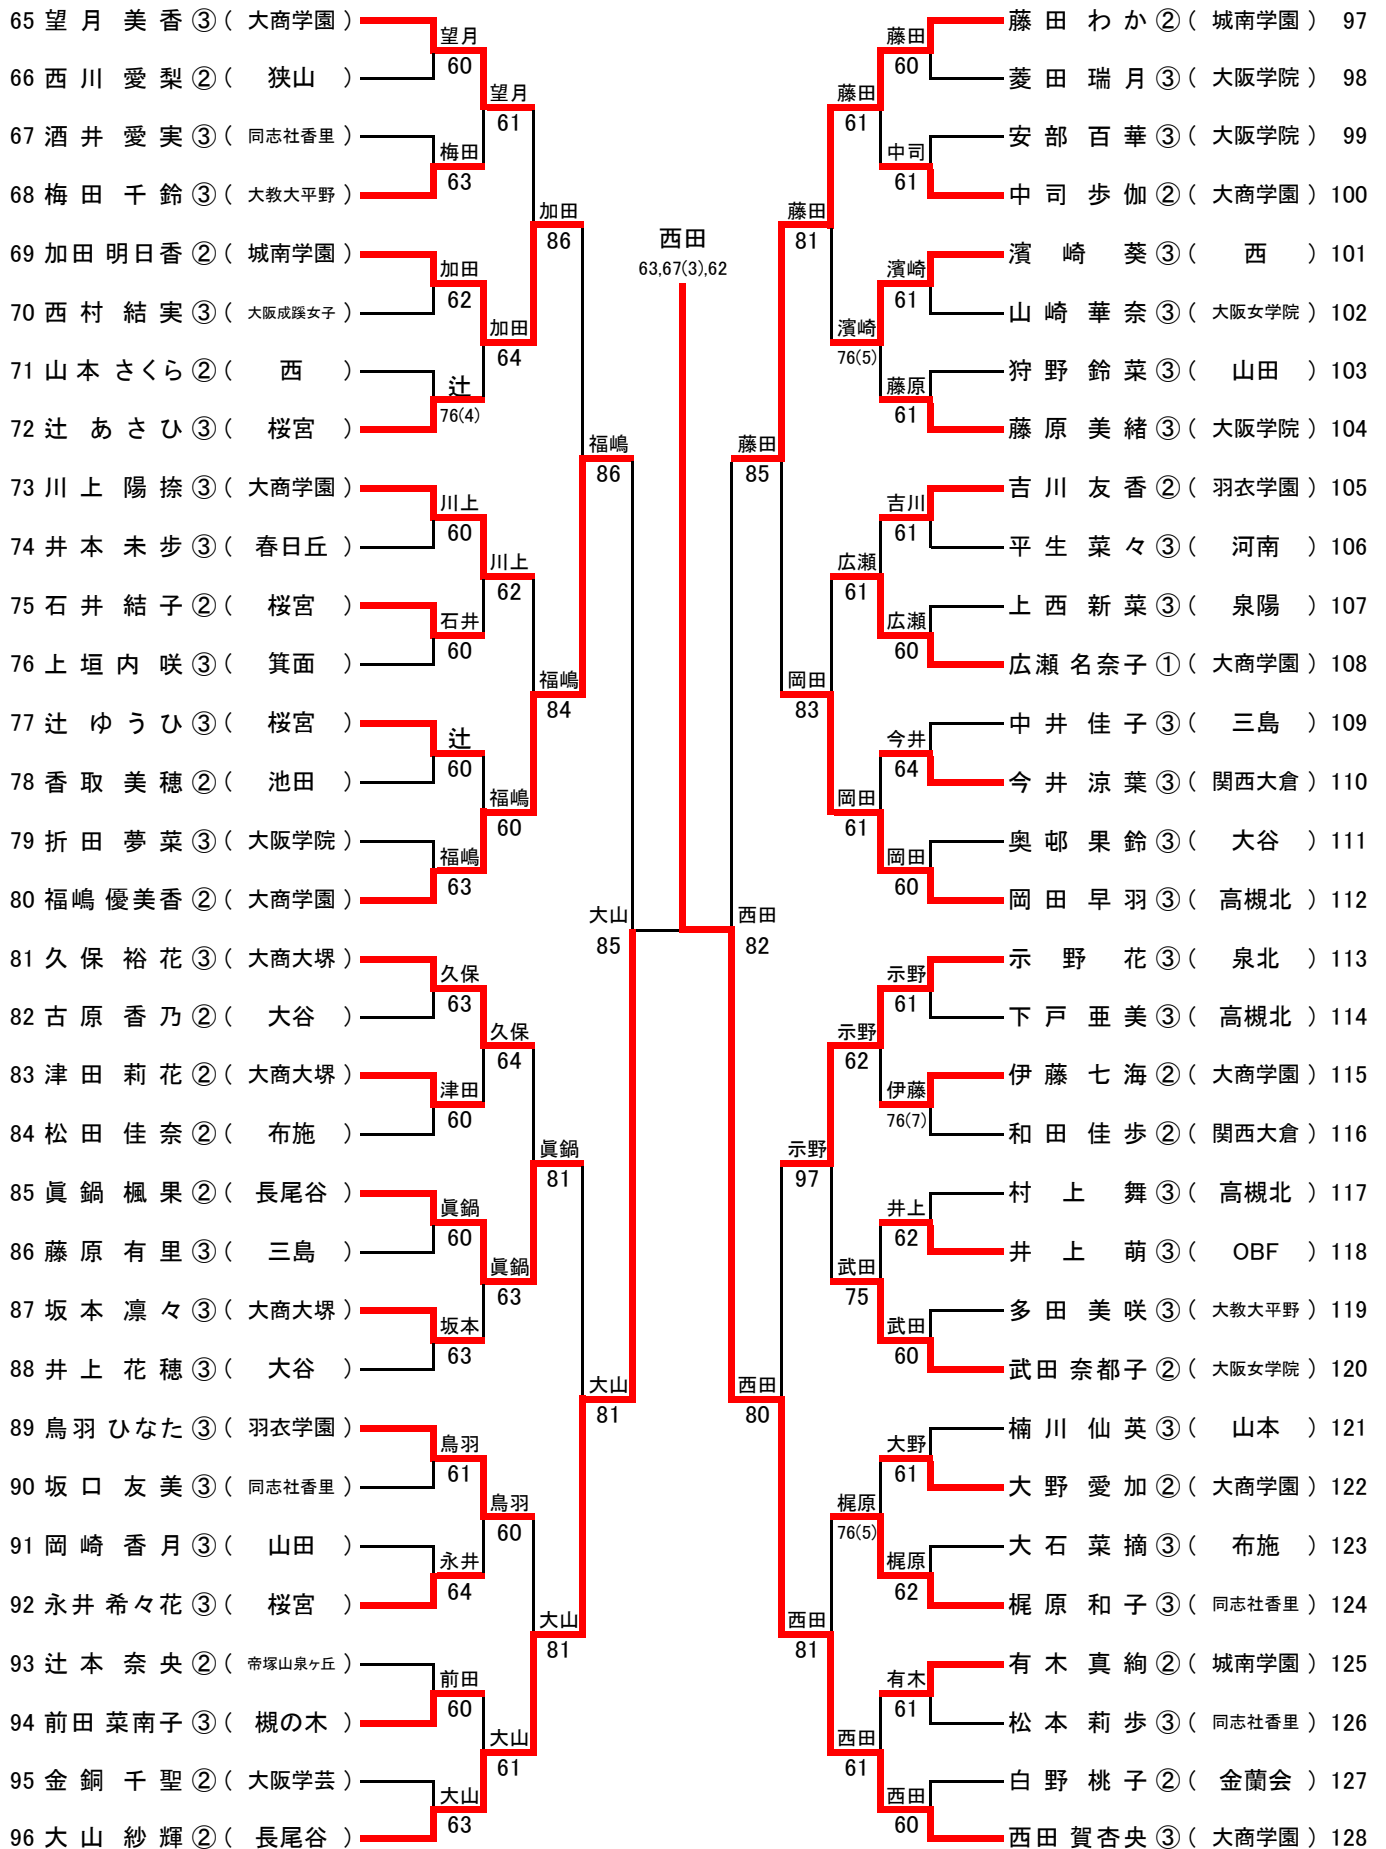 65 望月 美香 ③ ( 大商学園 )
66 西川 愛梨 ② ( 狭山 )
67 酒井 愛実 ③ ( 同志社香里 )
68 梅田 千鈴 ③ ( 大教大平野 )
69 加田 明日香 ② ( 城南学園 )
70 西村 結実 ③ ( 大阪成蹊女子 )
71 山本 さくら ② ( 西 )
72 辻 あさひ ③ ( 桜宮 )
73 川上 陽捺 ③ ( 大商学園 )
74 井本 未歩 ③ ( 春日丘 )
75 石井 結子 ② ( 桜宮 )
76 上垣内 咲 ③ ( 箕面 )
77 辻 ゆうひ ③ ( 桜宮 )
78 香取 美穂 ② ( 池田 )
79 折田 夢菜 ③ ( 大阪学院 )
80 福嶋 優美香 ② ( 大商学園 )
81 久保 裕花 ③ ( 大商大堺 )
82 古原 香乃 ② ( 大谷 )
83 津田 莉花 ② ( 大商大堺 )
84 松田 佳奈 ② ( 布施 )
85 眞鍋 楓果 ② ( 長尾谷 )
86 藤原 有里 ③ ( 三島 )
87 坂本 凛々 ③ ( 大商大堺 )
88 井上 花穂 ③ ( 大谷 )
89 鳥羽 ひなた ③ ( 羽衣学園 )
90 坂口 友美 ③ ( 同志社香里 )
91 岡崎 香月 ③ ( 山田 )
92 永井 希々花 ③ ( 桜宮 )
93 辻本 奈央 ② ( 帝塚山泉ヶ丘 )
94 前田 菜南子 ③ ( 槻の木 )
95 金銅 千聖 ② ( 大阪学芸 )
96 大山 紗輝 ② ( 長尾谷 )
望月
60
梅田
63
加田
62
辻
76(4)
川上
60
石井
60
辻
60
福嶋
63
久保
63
津田
60
眞鍋
60
坂本
63
鳥羽
61
永井
64
前田
60
大山
63
望月
61
加田
64
川上
62
福嶋
60
久保
64
眞鍋
63
鳥羽
60
大山
61
加田
86
福嶋
84
眞鍋
81
大山
81
福嶋
86
大山
81
大山
85
西田
63,67(3),62
西田
82
藤田
85
西田
80
藤田
81
岡田
83
示野
97
西田
81
藤田
61
濱崎
76(5)
広瀬
61
岡田
61
示野
62
武田
75
梶原
76(5)
西田
61
藤田
60
中司
61
濱崎
61
藤原
61
吉川
61
広瀬
60
今井
64
岡田
60
示野
61
伊藤
76(7)
井上
62
武田
60
大野
61
梶原
62
有木
61
西田
60
藤田 わか ② ( 城南学園 ) 97
菱田 瑞月 ③ ( 大阪学院 ) 98
安部 百華 ③ ( 大阪学院 ) 99
中司 歩伽 ② ( 大商学園 ) 100
濱崎 葵 ③ ( 西 ) 101
山崎 華奈 ③ ( 大阪女学院 ) 102
狩野 鈴菜 ③ ( 山田 ) 103
藤原 美緒 ③ ( 大阪学院 ) 104
吉川 友香 ② ( 羽衣学園 ) 105
平生 菜々 ③ ( 河南 ) 106
上西 新菜 ③ ( 泉陽 ) 107
広瀬 名奈子 ① ( 大商学園 ) 108
中井 佳子 ③ ( 三島 ) 109
今井 涼葉 ③ ( 関西大倉 ) 110
奥邨 果鈴 ③ ( 大谷 ) 111
岡田 早羽 ③ ( 高槻北 ) 112
示野 花 ③ ( 泉北 ) 113
下戸 亜美 ③ ( 高槻北 ) 114
伊藤 七海 ② ( 大商学園 ) 115
和田 佳歩 ② ( 関西大倉 ) 116
村上 舞 ③ ( 高槻北 ) 117
井上 萌 ③ ( OBF ) 118
多田 美咲 ③ ( 大教大平野 ) 119
武田 奈都子 ② ( 大阪女学院 ) 120
楠川 仙英 ③ ( 山本 ) 121
大野 愛加 ② ( 大商学園 ) 122
大石 菜摘 ③ ( 布施 ) 123
梶原 和子 ③ ( 同志社香里 ) 124
有木 真絢 ② ( 城南学園 ) 125
松本 莉歩 ③ ( 同志社香里 ) 126
白野 桃子 ② ( 金蘭会 ) 127
西田 賀杏央 ③ ( 大商学園 ) 128